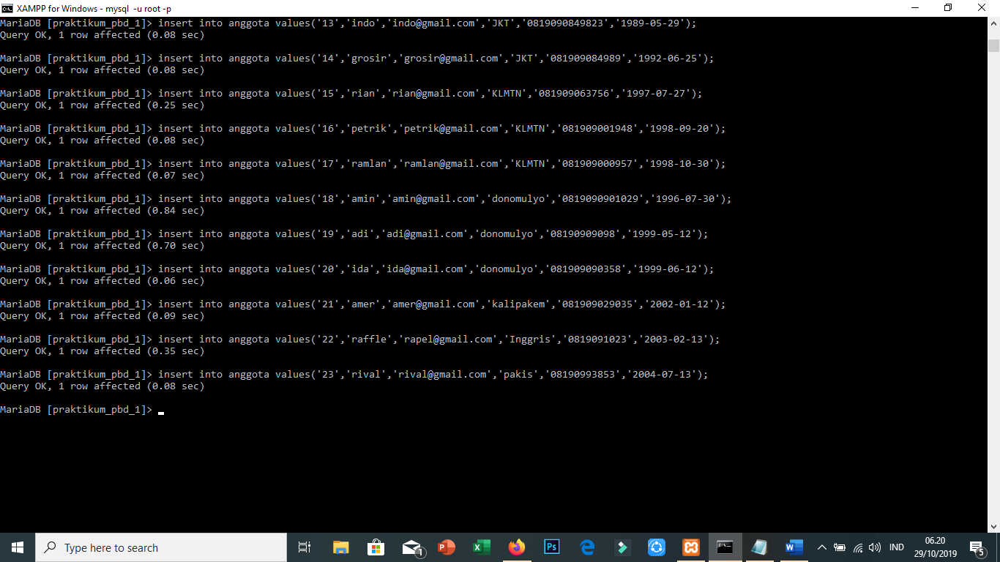 XAMPP for Windows - mysql  -u root -p
MariaDB [praktikum_pbd_1]> insert into anggota values('13','indo','indo@gmail.com','JKT','0819090849823','1989-05-29');
Query OK, 1 row affected (0.08 sec)
MariaDB [praktikum_pbd_1]> insert into anggota values('14','grosir','grosir@gmail.com','JKT','081909084989','1992-06-25');
Query OK, 1 row affected (0.08 sec)
MariaDB [praktikum_pbd_1]> insert into anggota values('15','rian','rian@gmail.com','KLMTN','081909063756','1997-07-27');
Query OK, 1 row affected (0.25 sec)
MariaDB [praktikum_pbd_1]> insert into anggota values('16','petrik','petrik@gmail.com','KLMTN','081909001948','1998-09-20');
Query OK, 1 row affected (0.08 sec)
MariaDB [praktikum_pbd_1]> insert into anggota values('17','ramlan','ramlan@gmail.com','KLMTN','081909000957','1998-10-30');
Query OK, 1 row affected (0.07 sec)
MariaDB [praktikum_pbd_1]> insert into anggota values('18','amin','amin@gmail.com','donomulyo','0819090901029','1996-07-30');
Query OK, 1 row affected (0.84 sec)
MariaDB [praktikum_pbd_1]> insert into anggota values('19','adi','adi@gmail.com','donomulyo','08190909098','1999-05-12');
Query OK, 1 row affected (0.70 sec)
MariaDB [praktikum_pbd_1]> insert into anggota values('20','ida','ida@gmail.com','donomulyo','081909090358','1999-06-12');
Query OK, 1 row affected (0.06 sec)
MariaDB [praktikum_pbd_1]> insert into anggota values('21','amer','amer@gmail.com','kalipakem','081909029035','2002-01-12');
Query OK, 1 row affected (0.09 sec)
MariaDB [praktikum_pbd_1]> insert into anggota values('22','raffle','rapel@gmail.com','Inggris','0819091023','2003-02-13');
Query OK, 1 row affected (0.35 sec)
MariaDB [praktikum_pbd_1]> insert into anggota values('23','rival','rival@gmail.com','pakis','08190993853','2004-07-13');
Query OK, 1 row affected (0.08 sec)
MariaDB [praktikum_pbd_1]>
Type here to search
1
Ps
IND
06.20
29/10/2019
5